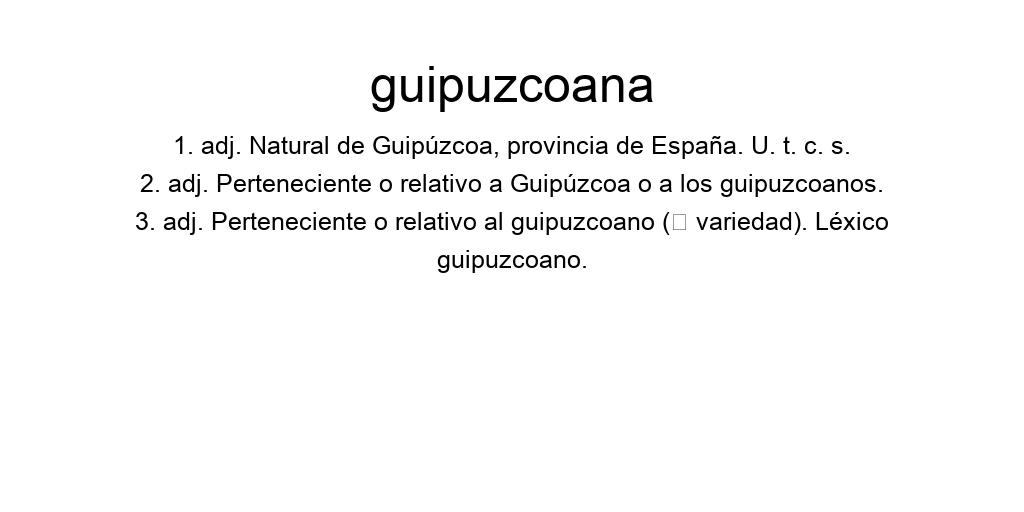 guipuzcoana
1. adj. Natural de Guipúzcoa, provincia de España. U. t. c. s.
2. adj. Perteneciente o relativo a Guipúzcoa o a los guipuzcoanos.
3. adj. Perteneciente o relativo al guipuzcoano (▯ variedad). Léxico
guipuzcoano.